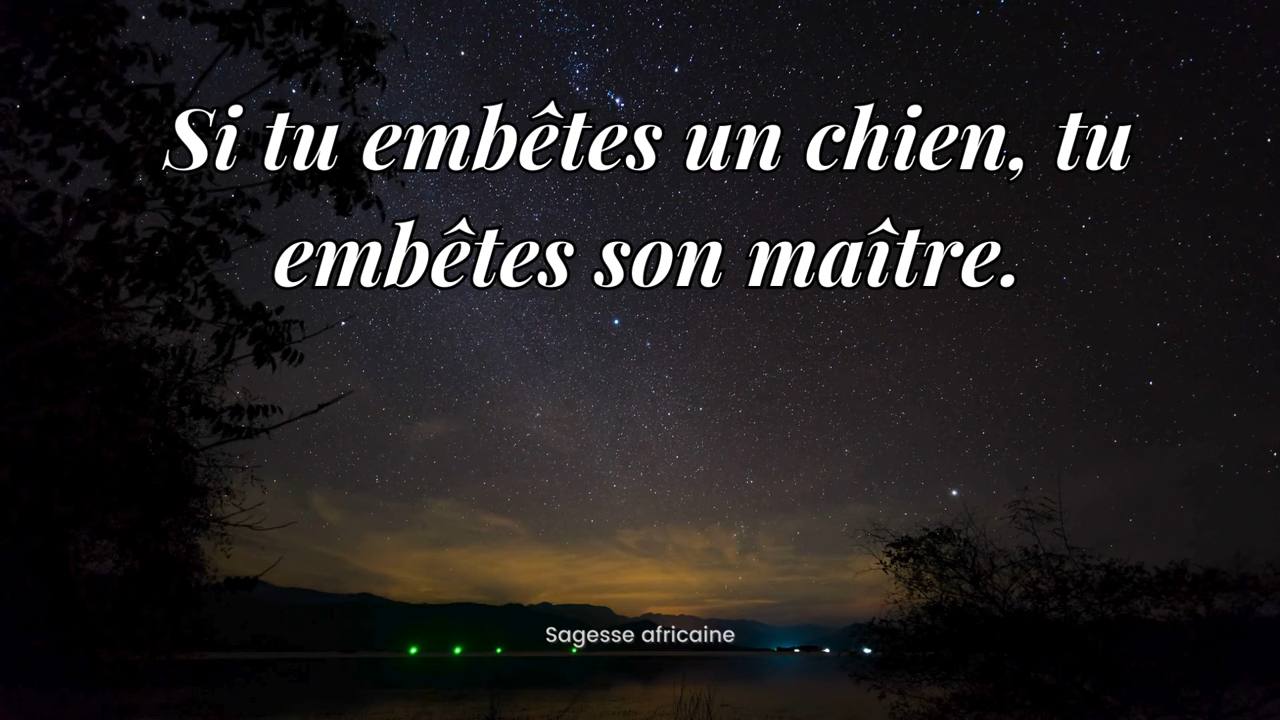 Si tu embêtes un chien, tu
embêtes son maître.
Sagesse africaine